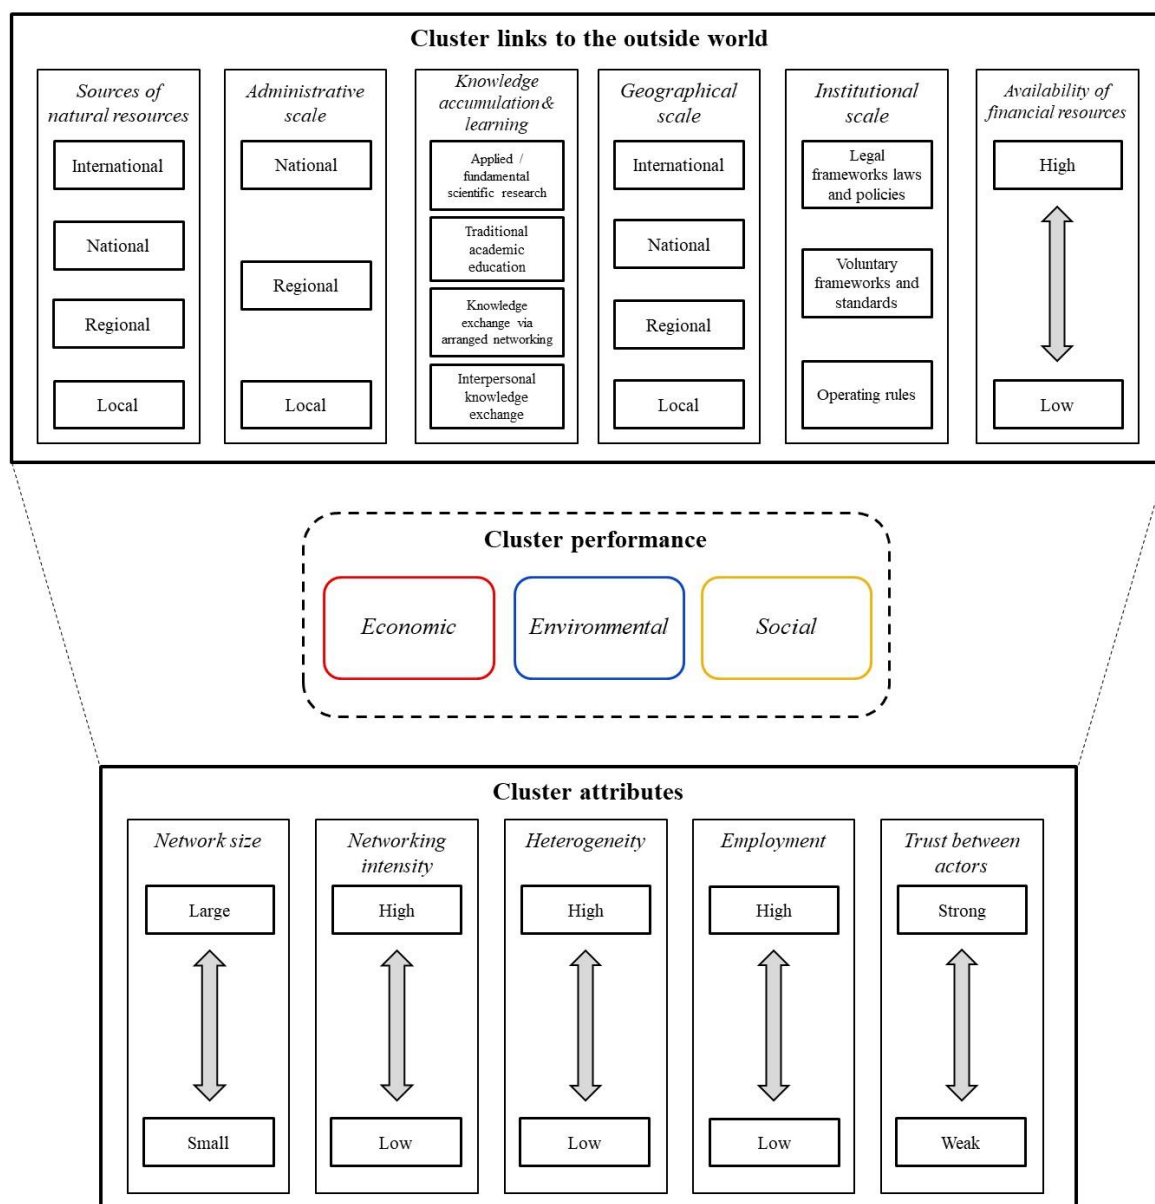 Cluster links to the outside world
Sources of
natural resources
International
National
Regional
Local
Administrative
scale
National
Regional
Local
Knowledge
accumulation &
learning
Applied /
fundamental
scientific research
Traditional
academic
education
Knowledge
exchange via
arranged networking
Interpersonal
knowledge
exchange
Geographical
scale
International
National
Regional
Local
Institutional
scale
Legal
frameworks laws
and policies
Voluntary
frameworks and
standards
Operating rules
Availability of
financial resources
High
Low
Cluster performance
Economic
Environmental
Social
Cluster attributes
Network size
Large
Small
Networking
intensity
High
Low
Heterogeneity
High
Low
Employment
High
Low
Trust between
actors
Strong
Weak